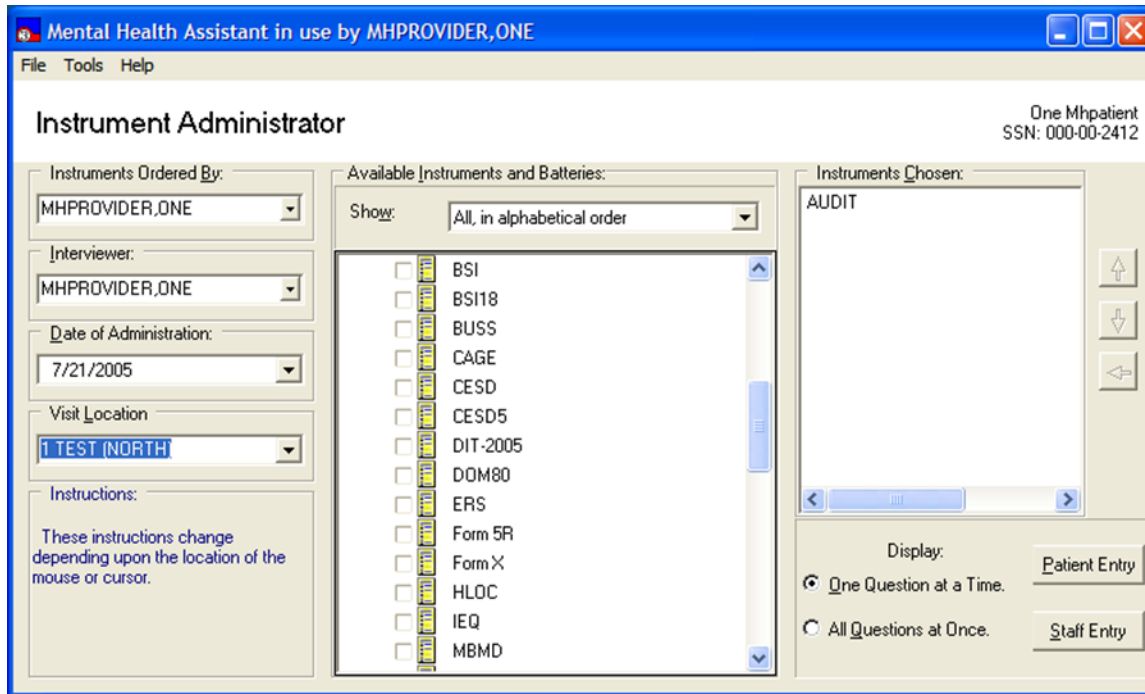 Mental Health Assistant in use by MHPROVIDER,ONE
File Tools Help
Instrument Administrator
One Mhpatient
SSN: 000-00-2412
Instruments Ordered By:
MHPROVIDER,ONE
Interviewer:
MHPROVIDER,ONE
Date of Administration:
7/21/2005
Visit Location
1 TEST (NORTH)
Instructions:
These instructions change
depending upon the location of the
mouse or cursor.
Available Instruments and Batteries:
Show: All, in alphabetical order
BSI
BSI18
BUSS
CAGE
CESD
CESD5
DIT-2005
DOM80
ERS
Form 5R
Form X
HLOC
IEQ
MBMD
Instruments Chosen:
AUDIT
Display:
One Question at a Time.
All Questions at Once.
Patient Entry
Staff Entry